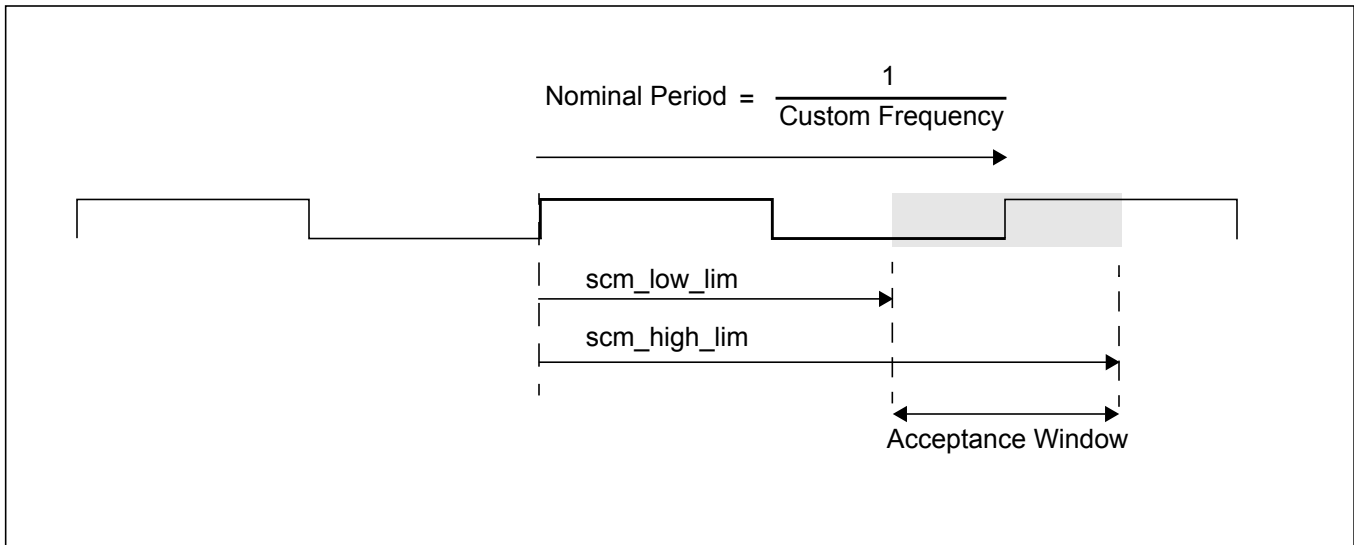 1
Nominal Period =
Custom Frequency
scm_low_lim
scm_high_lim
Acceptance Window